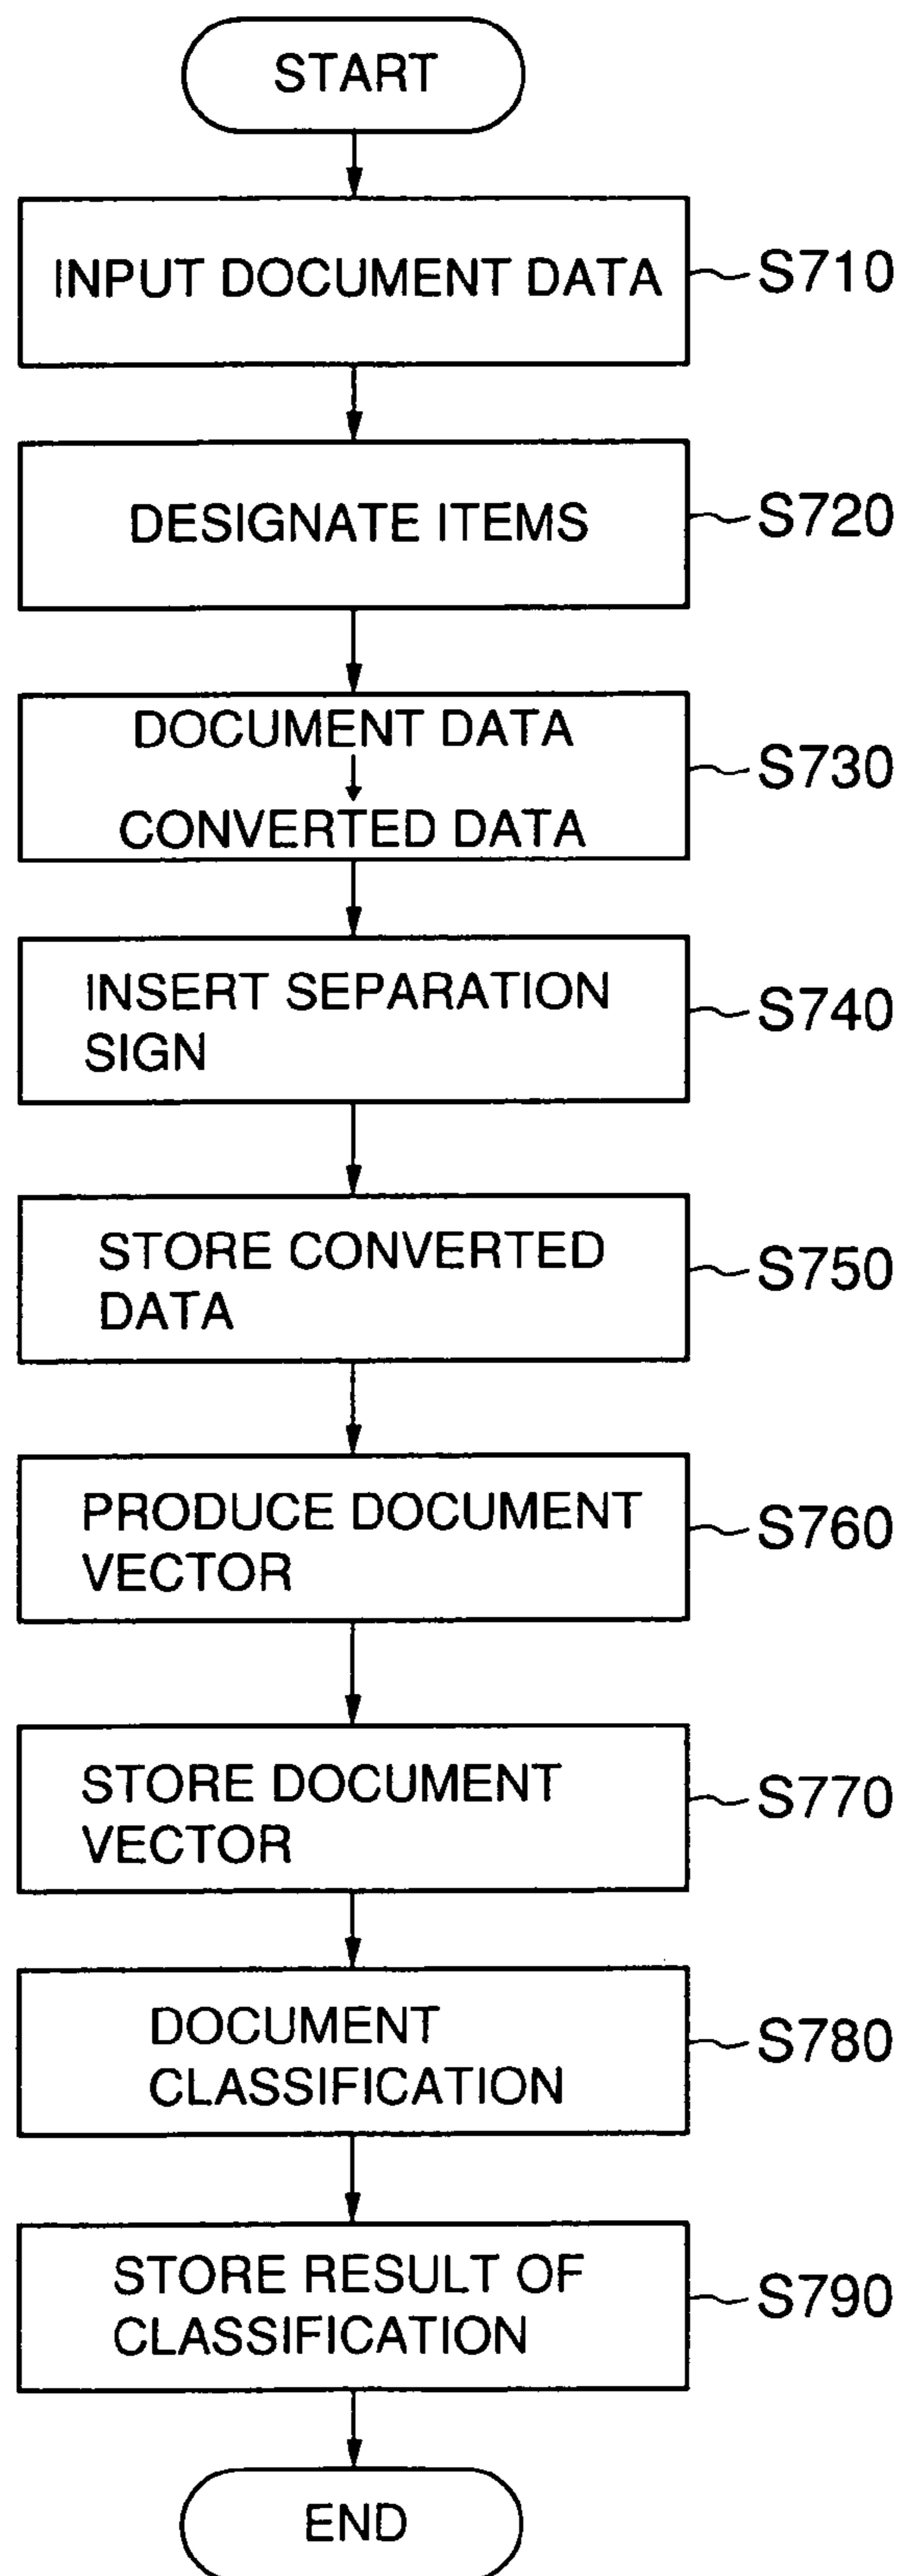 START
INPUT DOCUMENT DATA
S710
DESIGNATE ITEMS
S720
DOCUMENT DATA
CONVERTED DATA
S730
INSERT SEPARATION
SIGN
S740
STORE CONVERTED
DATA
S750
PRODUCE DOCUMENT
VECTOR
S760
STORE DOCUMENT
VECTOR
S770
DOCUMENT
CLASSIFICATION
S780
STORE RESULT OF
CLASSIFICATION
S790
END